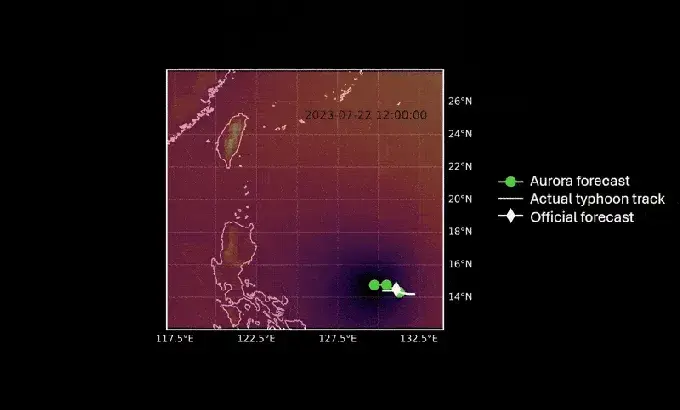 2023-07-22 12:00:00
26°N
24°N
22°N
20°N
18°N
16°N
14°N
117.5°E 122.5°E 127.5°E 132.5°E
Aurora forecast
Actual typhoon track
Official forecast